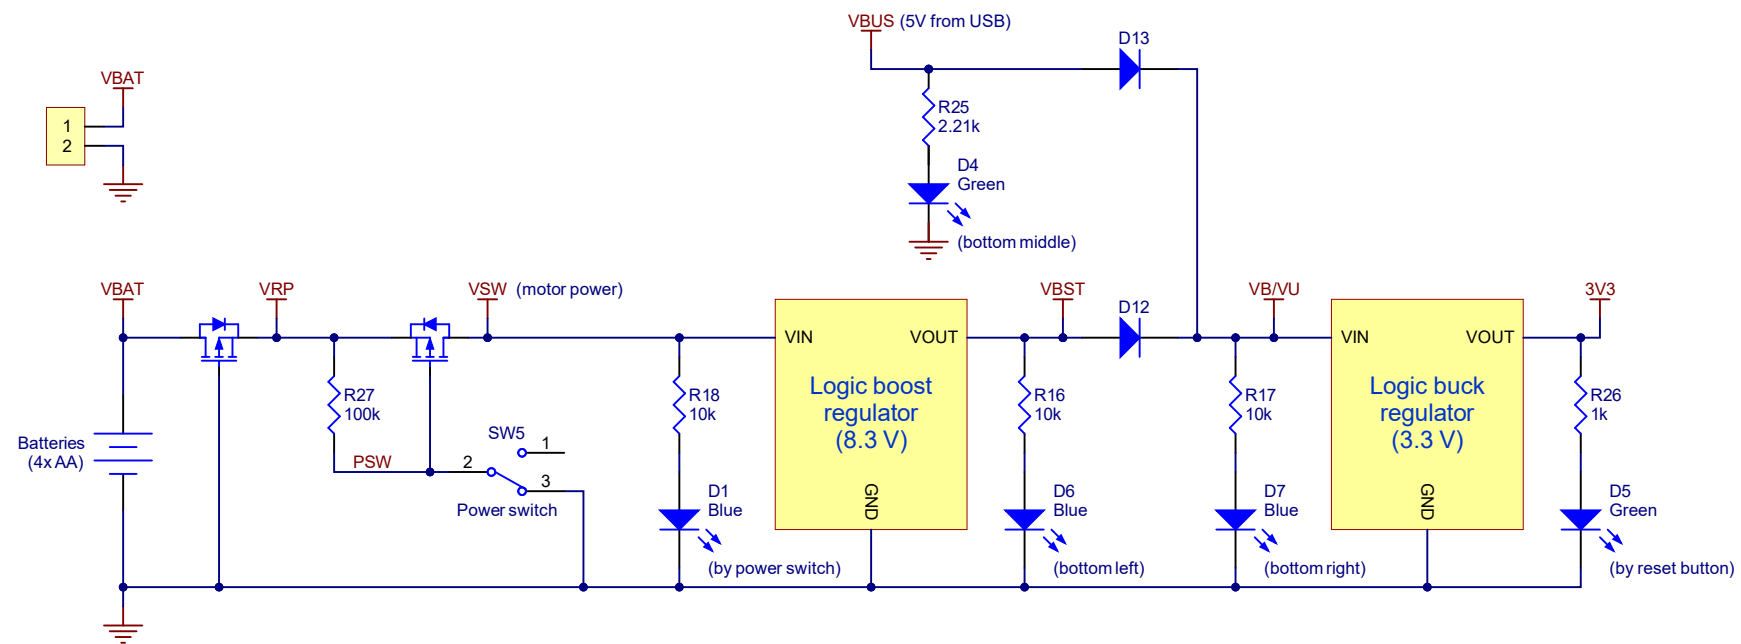 VBUS (5V from USB)
D13
VBAT
1
2
R25
2.21k
D4
Green
(bottom middle)
VBAT
VRP
VSW (motor power)
VBST
D12
VB/VU
3V3
VIN
VOUT
Logic boost
regulator
(8.3 V)
GND
VIN
VOUT
Logic buck
regulator
(3.3 V)
GND
R27
100k
R18
10k
R16
10k
R17
10k
R26
1k
Batteries
(4x AA)
PSW
SW5
1
2
3
Power switch
D1
Blue
(by power switch)
D6
Blue
(bottom left)
D7
Blue
(bottom right)
D5
Green
(by reset button)